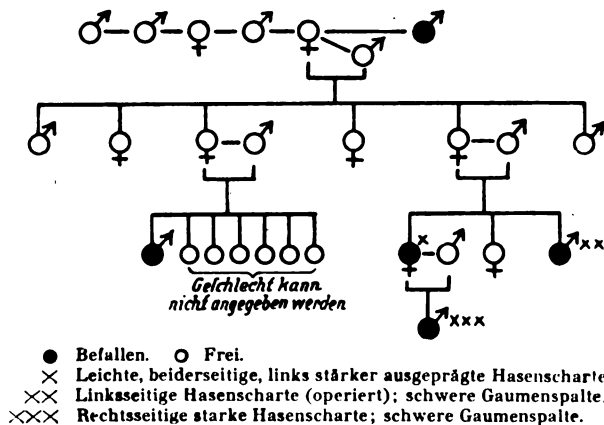 ×
××
×××
Geschlecht kann
nicht angegeben werden
● Befallen. ○ Frei.
× Leichte, beiderseitige, links stärker ausgeprägte Hasenscharte
×× Linksseitige Hasenscharte (operiert); schwere Gaumenspalte.
××× Rechtsseitige starke Hasenscharte; schwere Gaumenspalte.